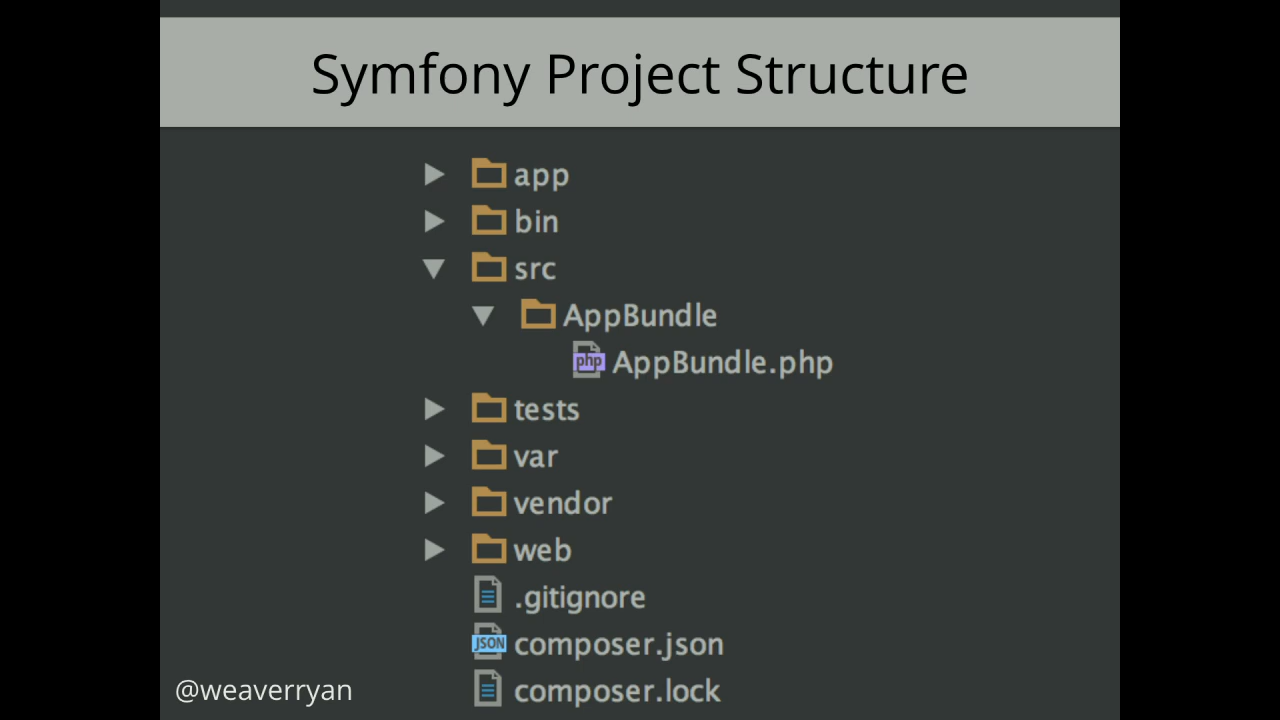 Symfony Project Structure
app
bin
src
AppBundle
php AppBundle.php
tests
var
vendor
web
.gitignore
JSON composer.json
composer.lock
@weaverryan